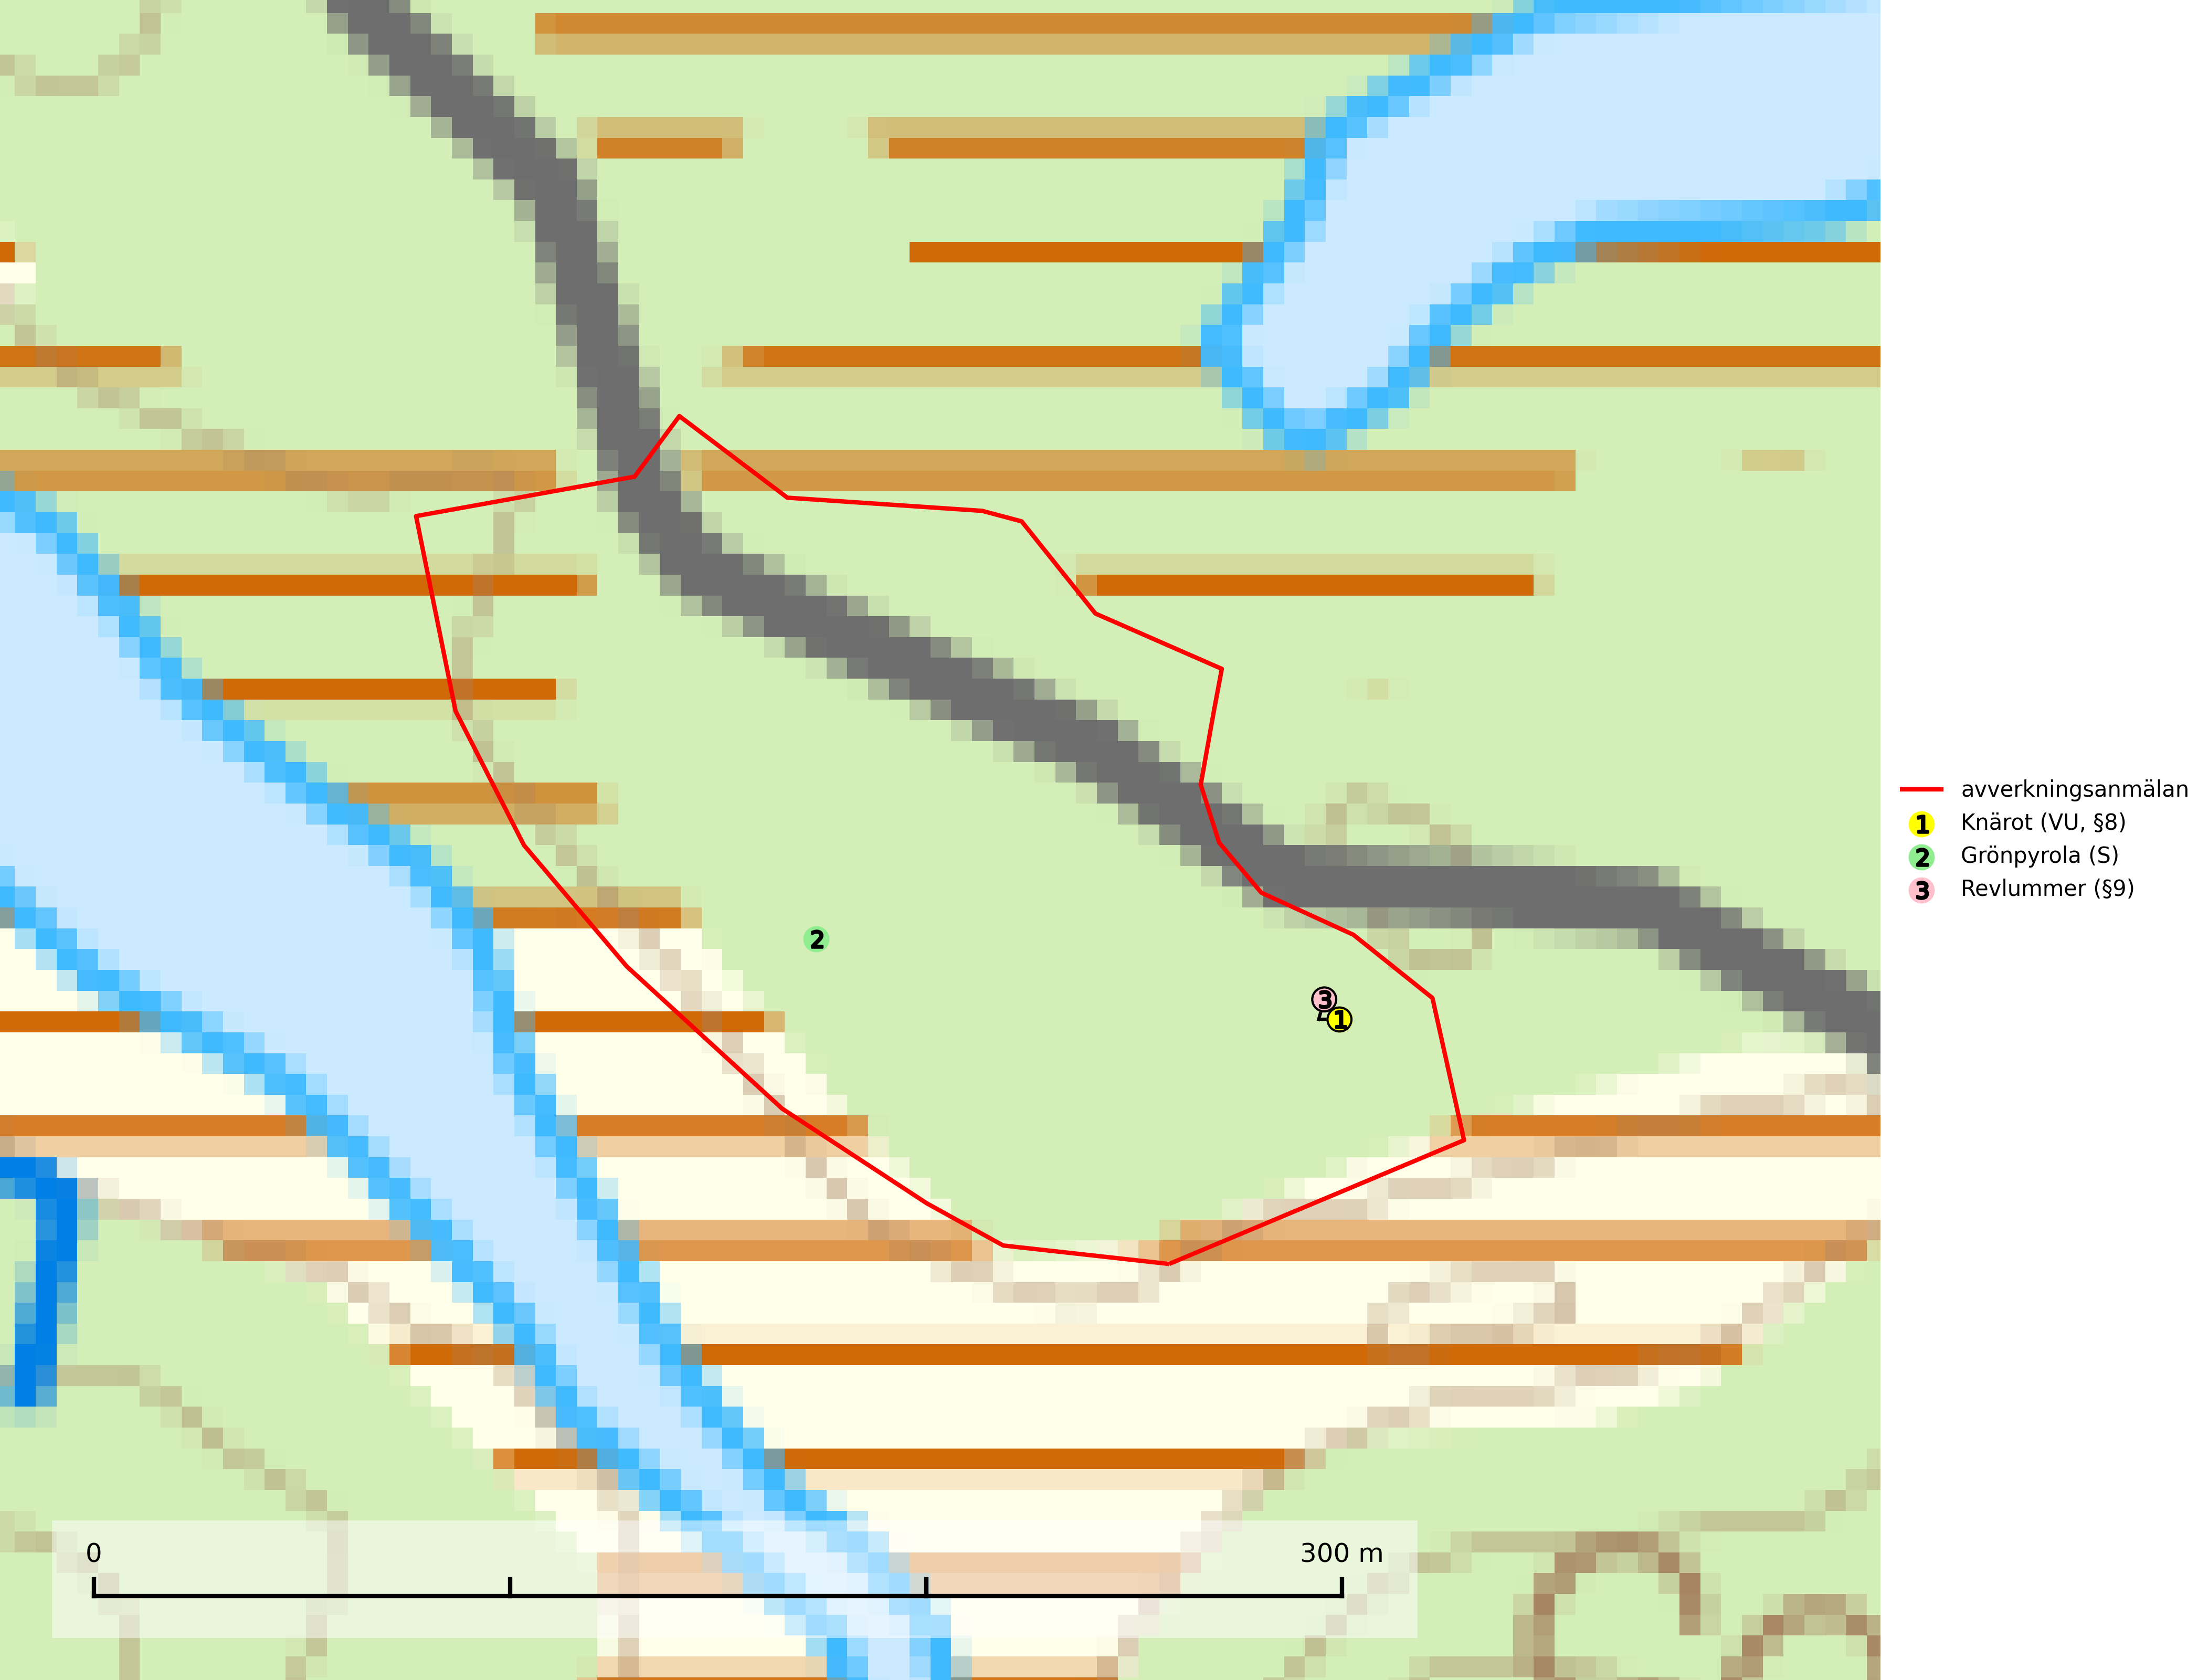 avverkningsanmälan
1 Knärot (VU, §8)
2 Grönpyrola (S)
3 Revlummer (§9)
2
3
1
0 300 m